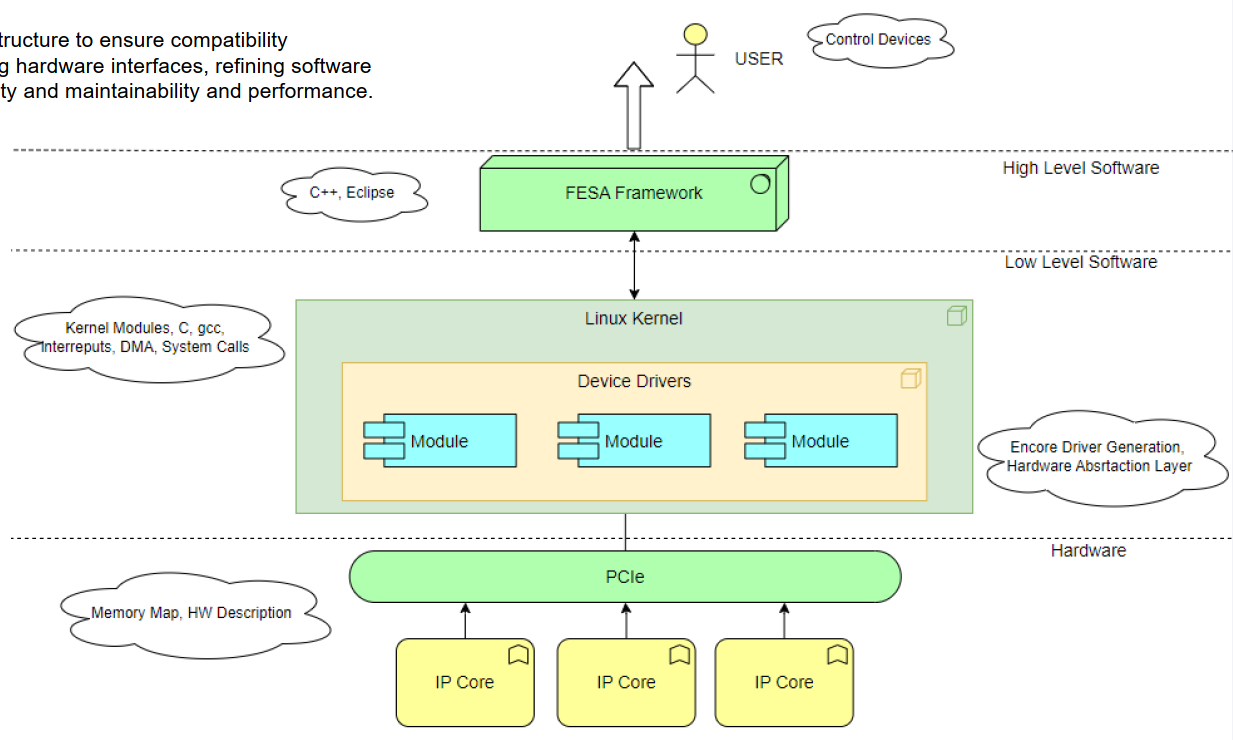 tructure to ensure compatibility
g hardware interfaces, refining software
ty and maintainability and performance.
USER
Control Devices
High Level Software
C++, Eclipse
FESA Framework
Low Level Software
Linux Kernel
Kernel Modules, C, gcc,
Interreputs, DMA, System Calls
Device Drivers
Module
Module
Module
Encore Driver Generation,
Hardware Absrtaction Layer
Hardware
PCIe
Memory Map, HW Description
IP Core
IP Core
IP Core